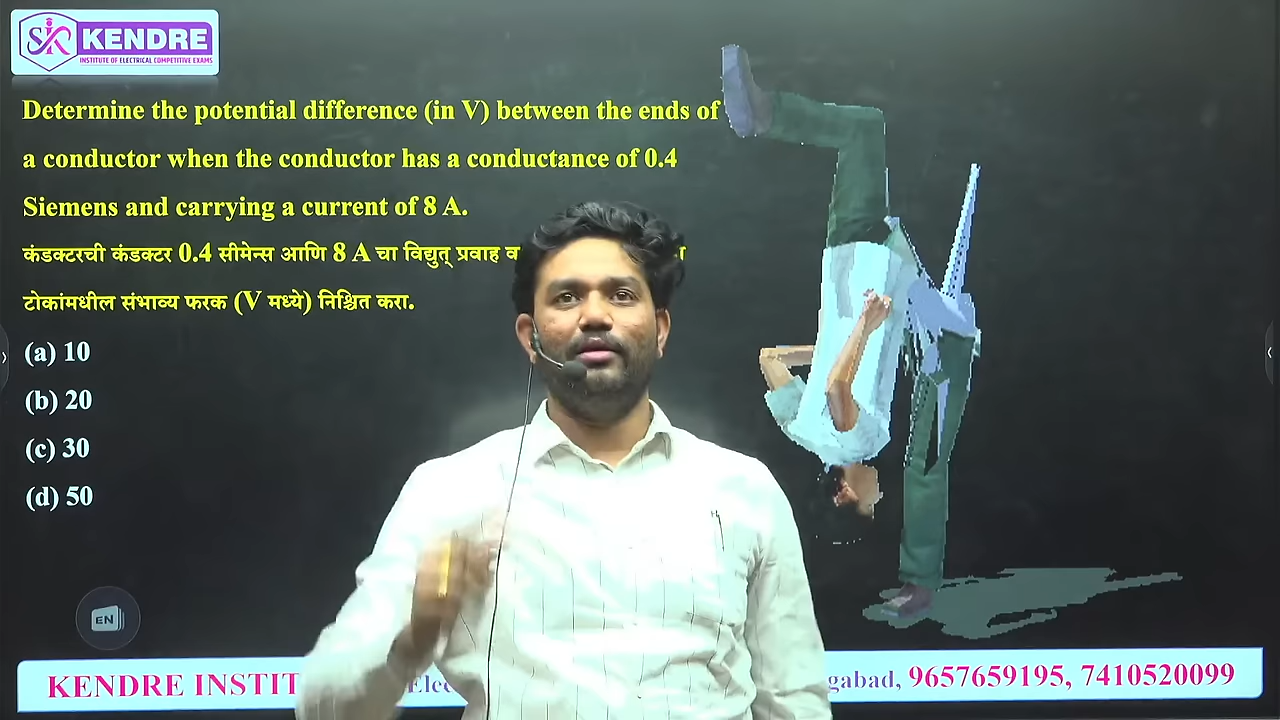 SK KENDRE
INSTITUTE OF ELECTRICAL COMPETITIVE EXAMS
Determine the potential difference (in V) between the ends of
a conductor when the conductor has a conductance of 0.4
Siemens and carrying a current of 8 A.
कंडक्टरची कंडक्टर 0.4 सीमेन्स आणि 8 A चा विद्युत् प्रवाह
टोकांमधील संभाव्य फरक (V मध्ये) निश्चित करा.
(a) 10
(b) 20
(c) 30
(d) 50
EN
KENDRE 9657659195, 7410520099